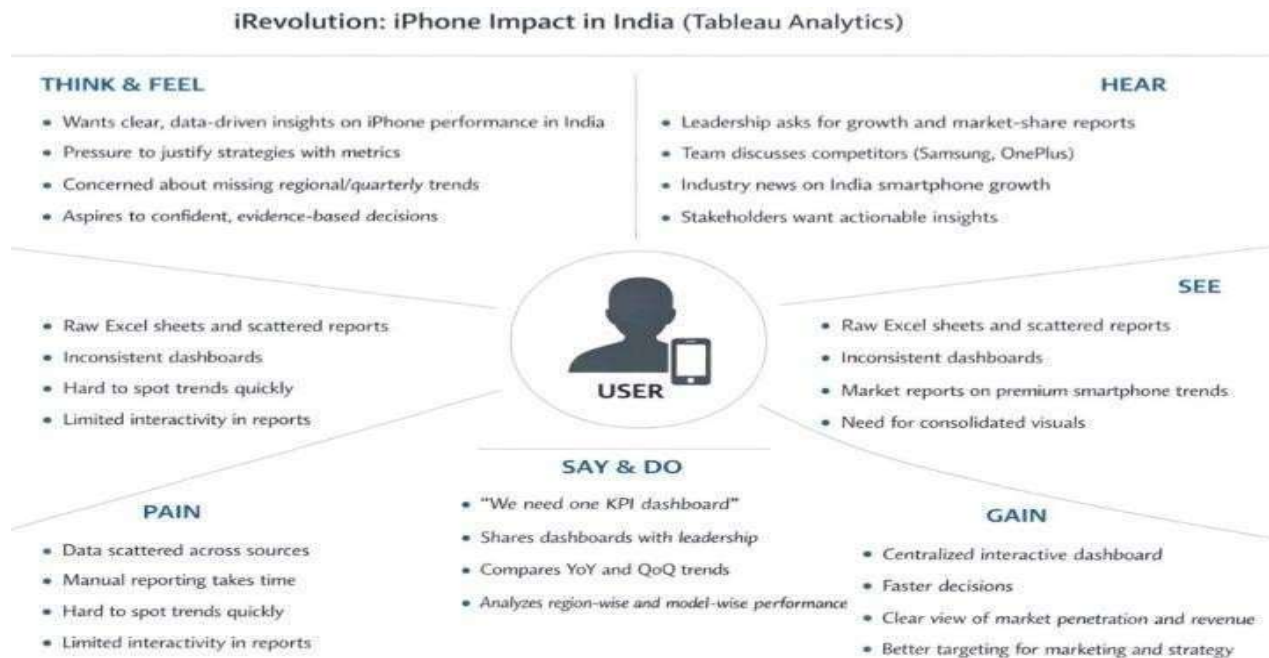 iRevolution: iPhone Impact in India (Tableau Analytics)
THINK & FEEL
• Wants clear, data-driven insights on iPhone performance in India
• Pressure to justify strategies with metrics
• Concerned about missing regional/quarterly trends
• Aspires to confident, evidence-based decisions
HEAR
• Leadership asks for growth and market-share reports
• Team discusses competitors (Samsung, OnePlus)
• Industry news on India smartphone growth
• Stakeholders want actionable insights
• Raw Excel sheets and scattered reports
• Inconsistent dashboards
• Hard to spot trends quickly
• Limited interactivity in reports
USER
SEE
• Raw Excel sheets and scattered reports
• Inconsistent dashboards
• Market reports on premium smartphone trends
• Need for consolidated visuals
PAIN
• Data scattered across sources
• Manual reporting takes time
• Hard to spot trends quickly
• Limited interactivity in reports
SAY & DO
• "We need one KPI dashboard"
• Shares dashboards with leadership
• Compares YoY and QoQ trends
• Analyzes region-wise and model-wise performance
GAIN
• Centralized interactive dashboard
• Faster decisions
• Clear view of market penetration and revenue
• Better targeting for marketing and strategy